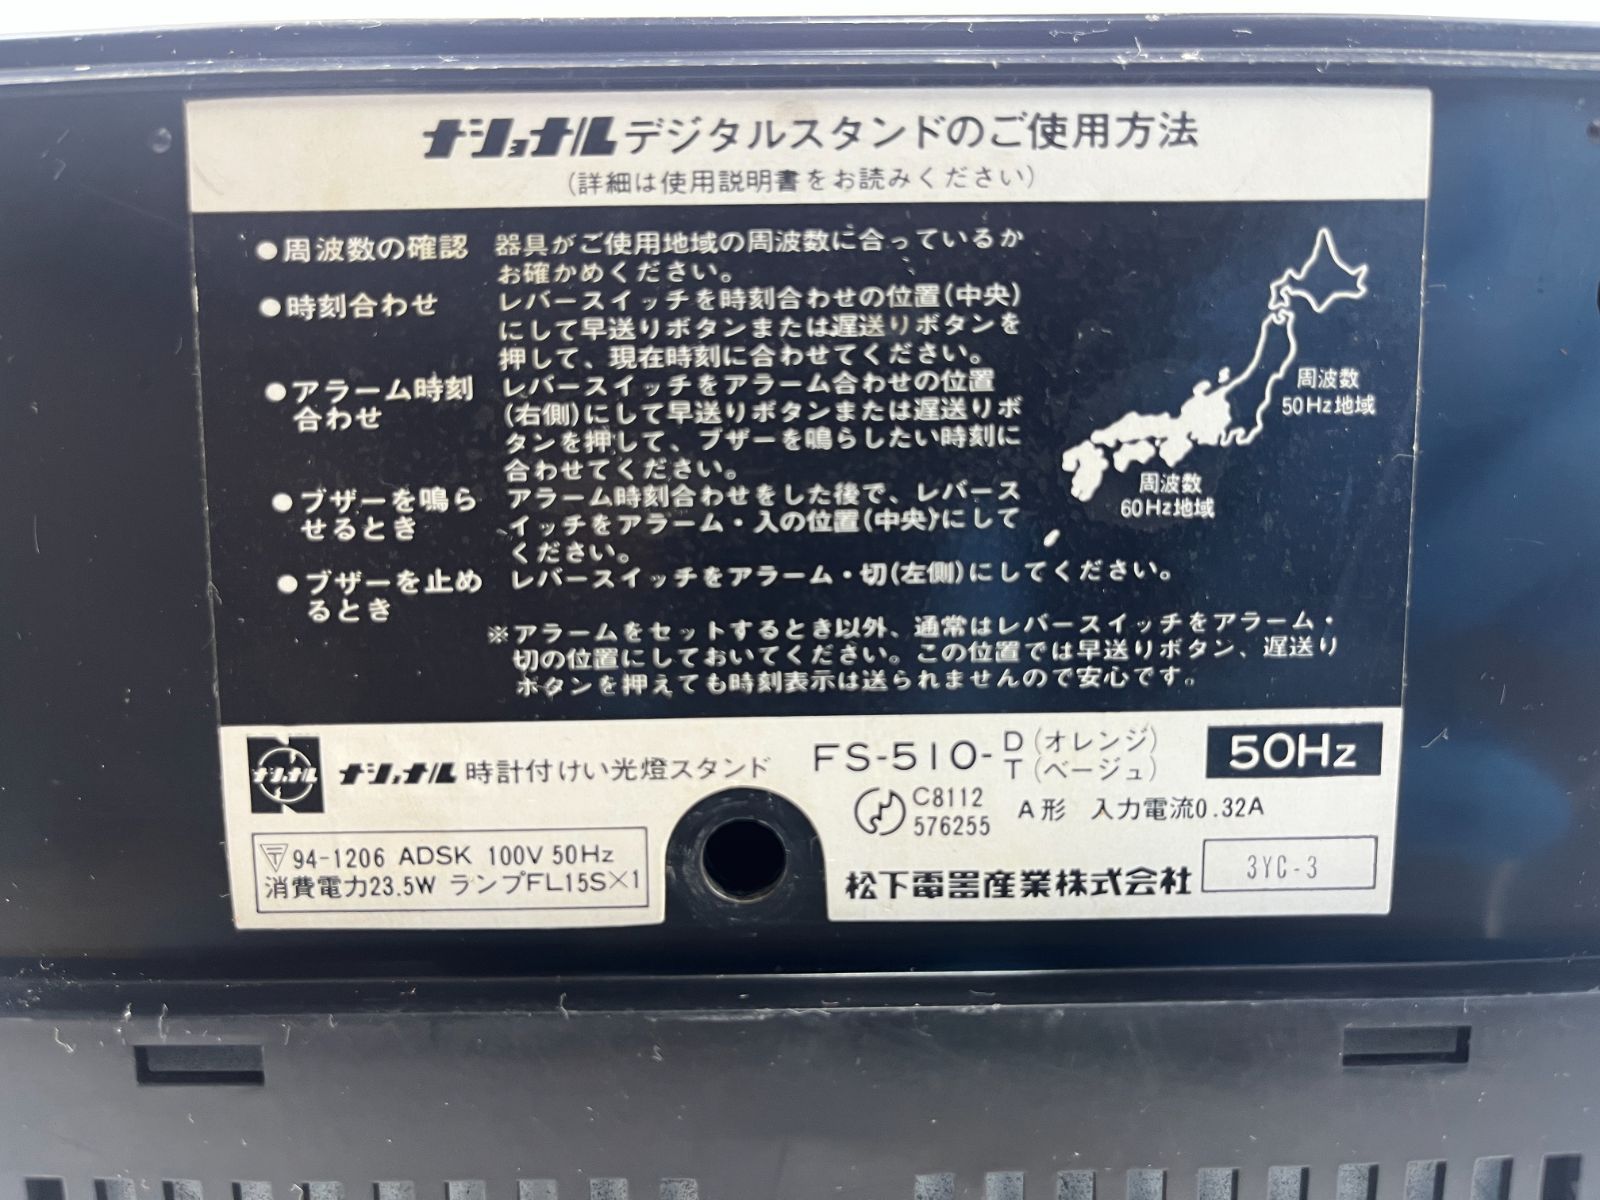 ナショナル デジタルスタンドのご使用方法
(詳細は使用説明書をお読みください)
●周波数の確認 器具がご使用地域の周波数に合っているか
お確かめください。
●時刻合わせ レバースイッチを時刻合わせの位置(中央)
にして早送りボタンまたは遅送りボタンを
押して、現在時刻に合わせてください。
●アラーム時刻 レバースイッチをアラーム合わせの位置
合わせ (右側)にして早送りボタンまたは遅送りボ
タンを押して、ブザーを鳴らしたい時刻に
合わせてください。
●ブザーを鳴ら アラーム時刻合わせをした後で、レバース
せるとき イッチをアラーム・入の位置(中央)にして
ください。
●ブザーを止め レバースイッチをアラーム・切(左側)にしてください。
るとき
※アラームをセットするとき以外、通常はレバースイッチをアラーム・
切の位置にしておいてください。この位置では早送りボタン、遅送り
ボタンを押えても時刻表示は送られませんので安心です。
周波数
50Hz地域
周波数
60Hz地域
ナショナル
ナショナル 時計付けい光燈スタンド
FS-510- D(オレンジ)
T(ベージュ)
50Hz
C8112
576255
A形 入力電流0.32A
〒94-1206 ADSK 100V 50Hz
消費電力23.5W ランプFL15S×1
松下電器産業株式会社
3YC-3